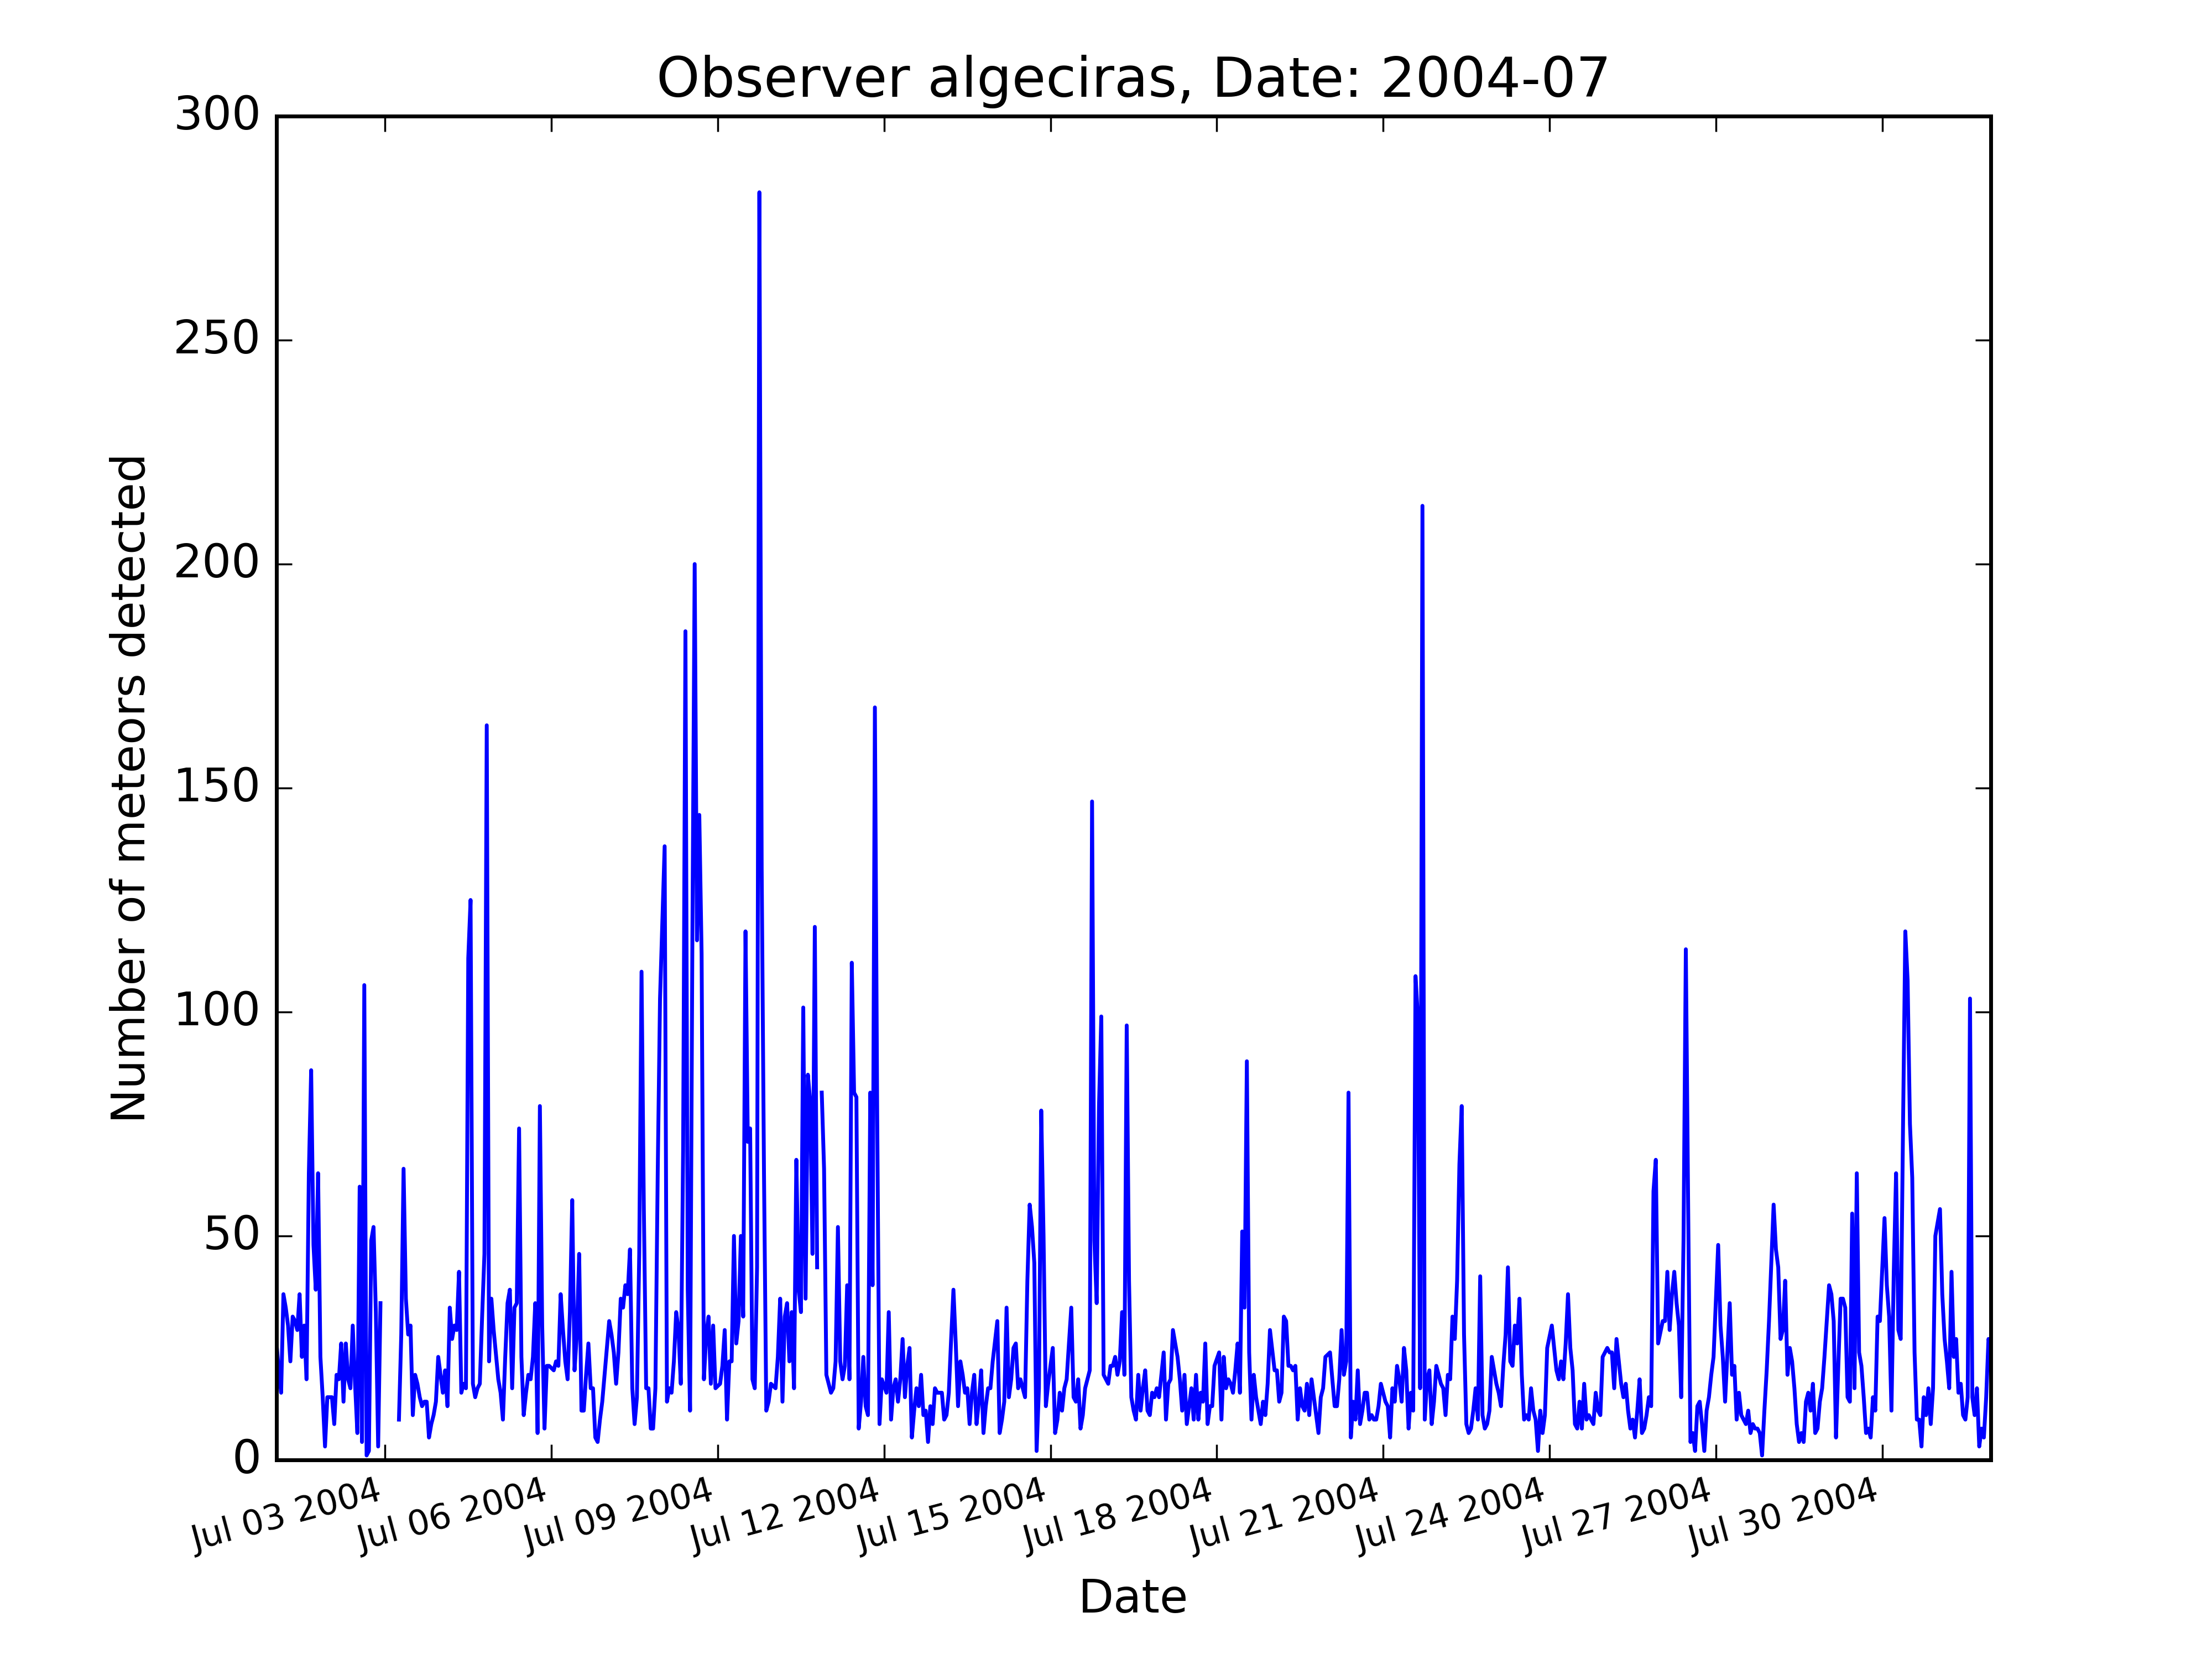 Observer algeciras, Date: 2004-07
300
250
200
150
100
50
0
Number of meteors detected
Jul 03 2004
Jul 06 2004
Jul 09 2004
Jul 12 2004
Jul 15 2004
Jul 18 2004
Jul 21 2004
Jul 24 2004
Jul 27 2004
Jul 30 2004
Date